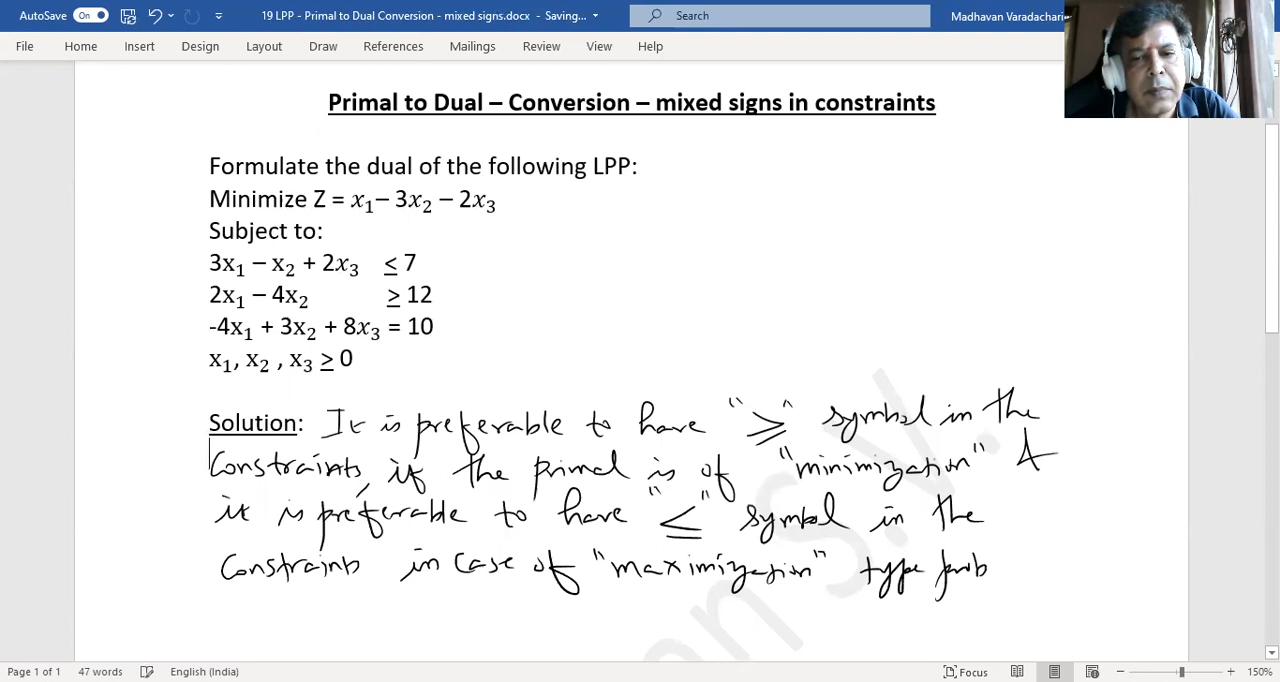 AutoSave On 19 LPP - Primal to Dual Conversion - mixed signs.docx - Saving... Search Madhavan Varadachari
File Home Insert Design Layout Draw References Mailings Review View Help
Primal to Dual – Conversion – mixed signs in constraints
Formulate the dual of the following LPP:
Minimize Z = x₁– 3x₂ – 2x₃
Subject to:
3x₁ – x₂ + 2x₃ ≤ 7
2x₁ – 4x₂ ≥ 12
-4x₁ + 3x₂ + 8x₃ = 10
x₁, x₂ , x₃ ≥ 0
Solution: It is preferable to have "≥" symbol in the
constraints, if the primal is of "minimization" &
it is preferable to have "≤" symbol in the
constraints in case of "maximization" type prob
an S.V.
Page 1 of 1 47 words English (India) Focus 150%